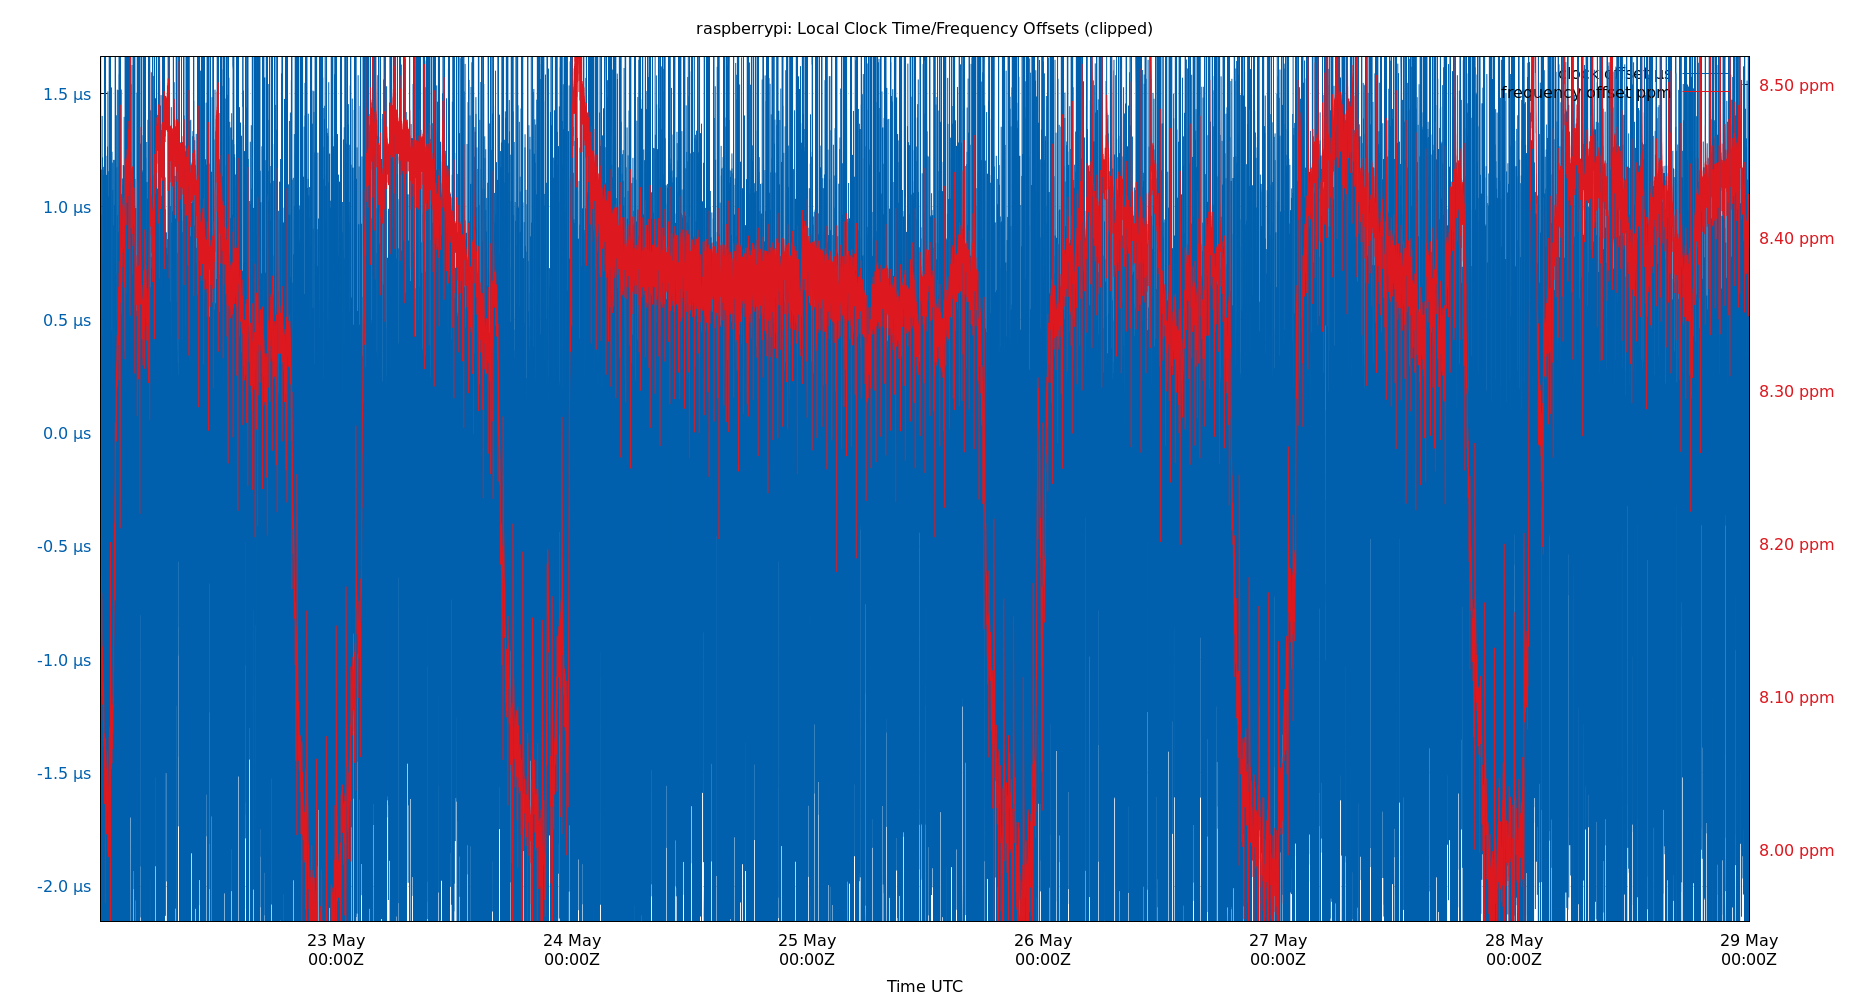 raspberrypi: Local Clock Time/Frequency Offsets (clipped)
clock offset µs
frequency offset ppm
1.5 µs
1.0 µs
0.5 µs
0.0 µs
-0.5 µs
-1.0 µs
-1.5 µs
-2.0 µs
8.50 ppm
8.40 ppm
8.30 ppm
8.20 ppm
8.10 ppm
8.00 ppm
23 May
00:00Z
24 May
00:00Z
25 May
00:00Z
26 May
00:00Z
27 May
00:00Z
28 May
00:00Z
29 May
00:00Z
Time UTC